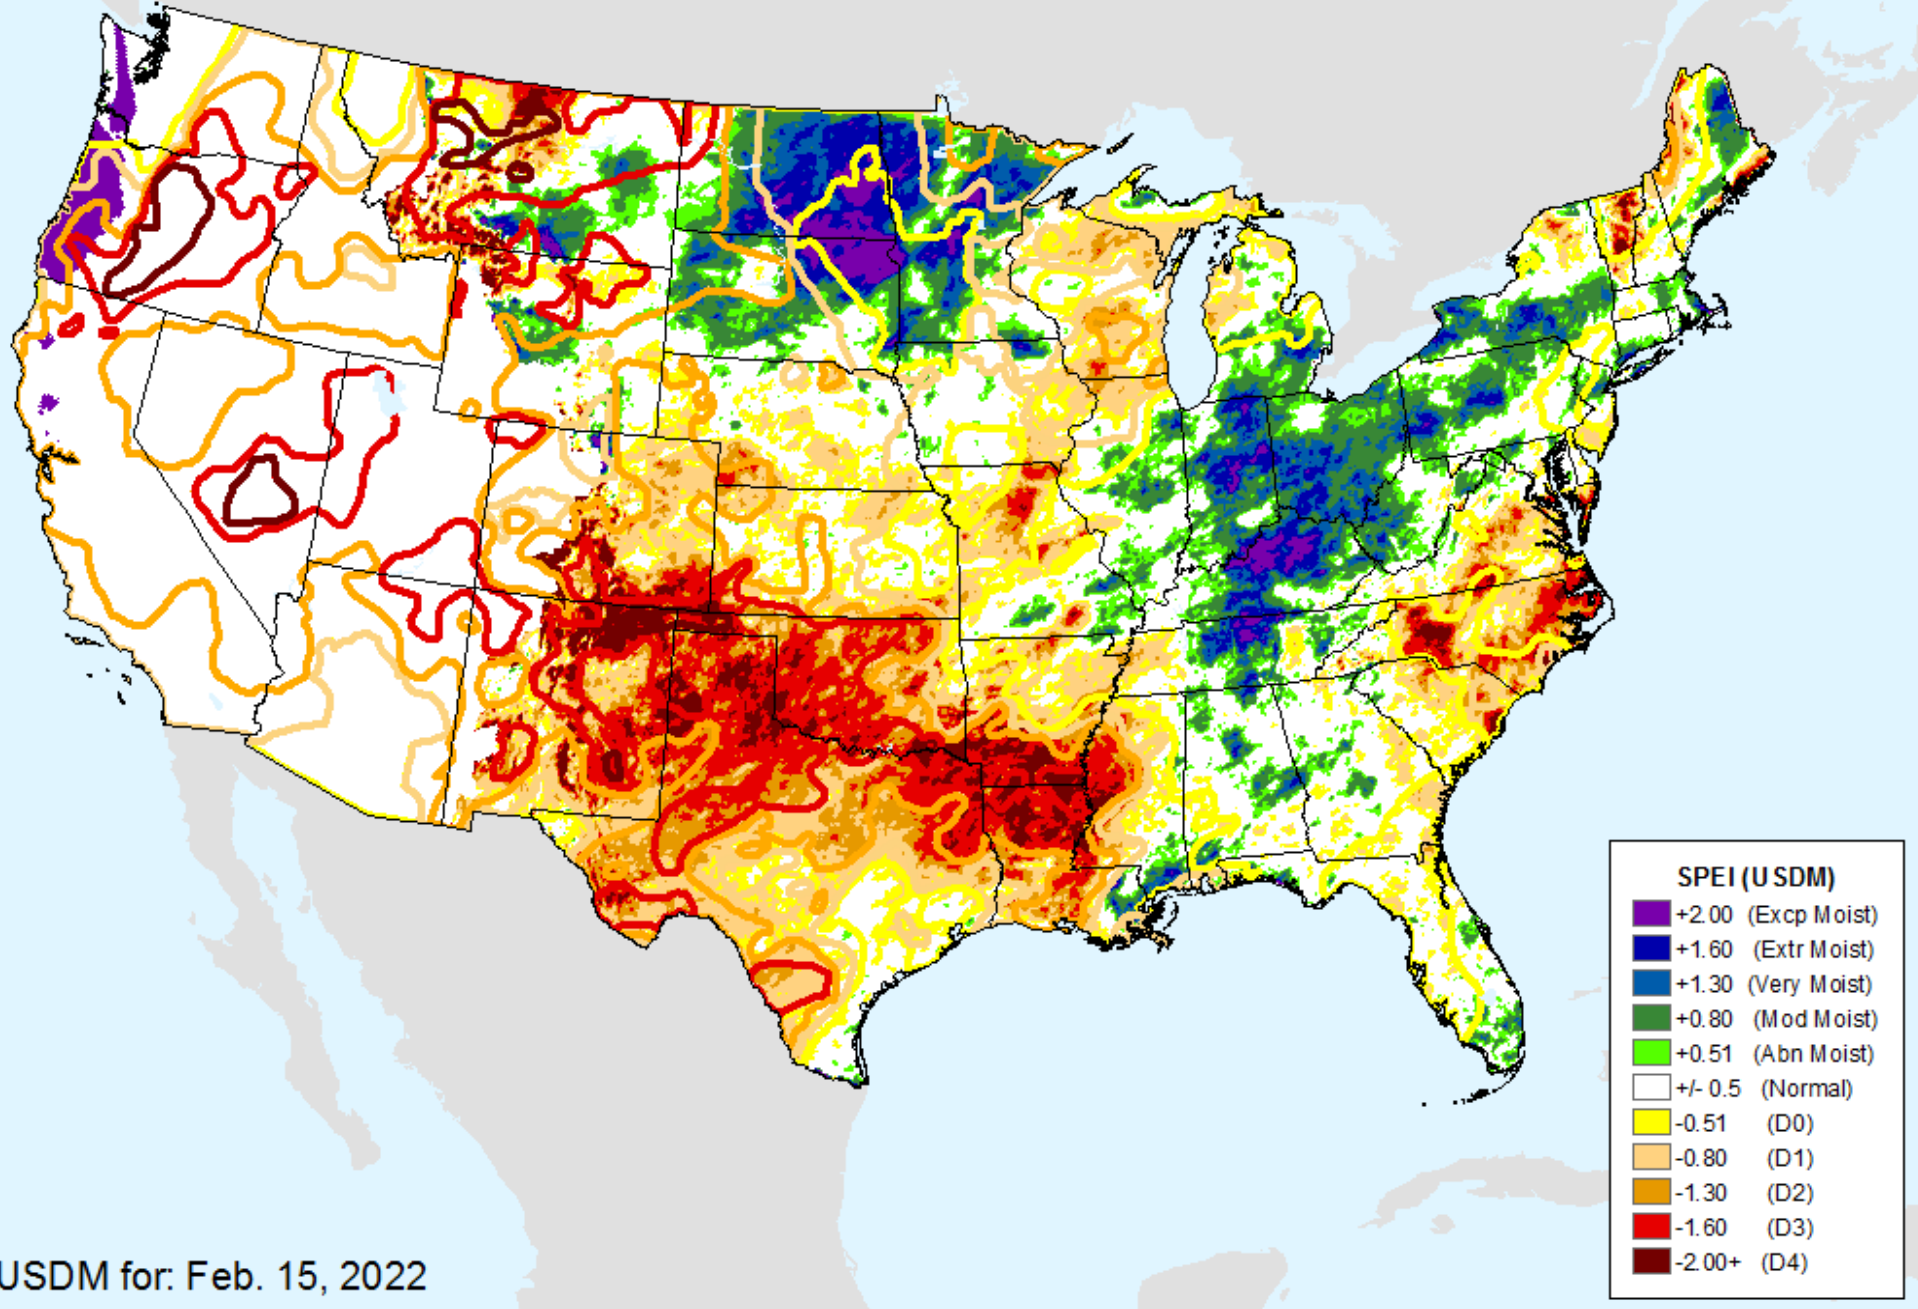 SPEI (USDM)
+2.00 (Excp Moist)
+1.60 (Extr Moist)
+1.30 (Very Moist)
+0.80 (Mod Moist)
+0.51 (Abn Moist)
+/- 0.5 (Normal)
-0.51 (D0)
-0.80 (D1)
-1.30 (D2)
-1.60 (D3)
-2.00+ (D4)
USDM for: Feb. 15, 2022